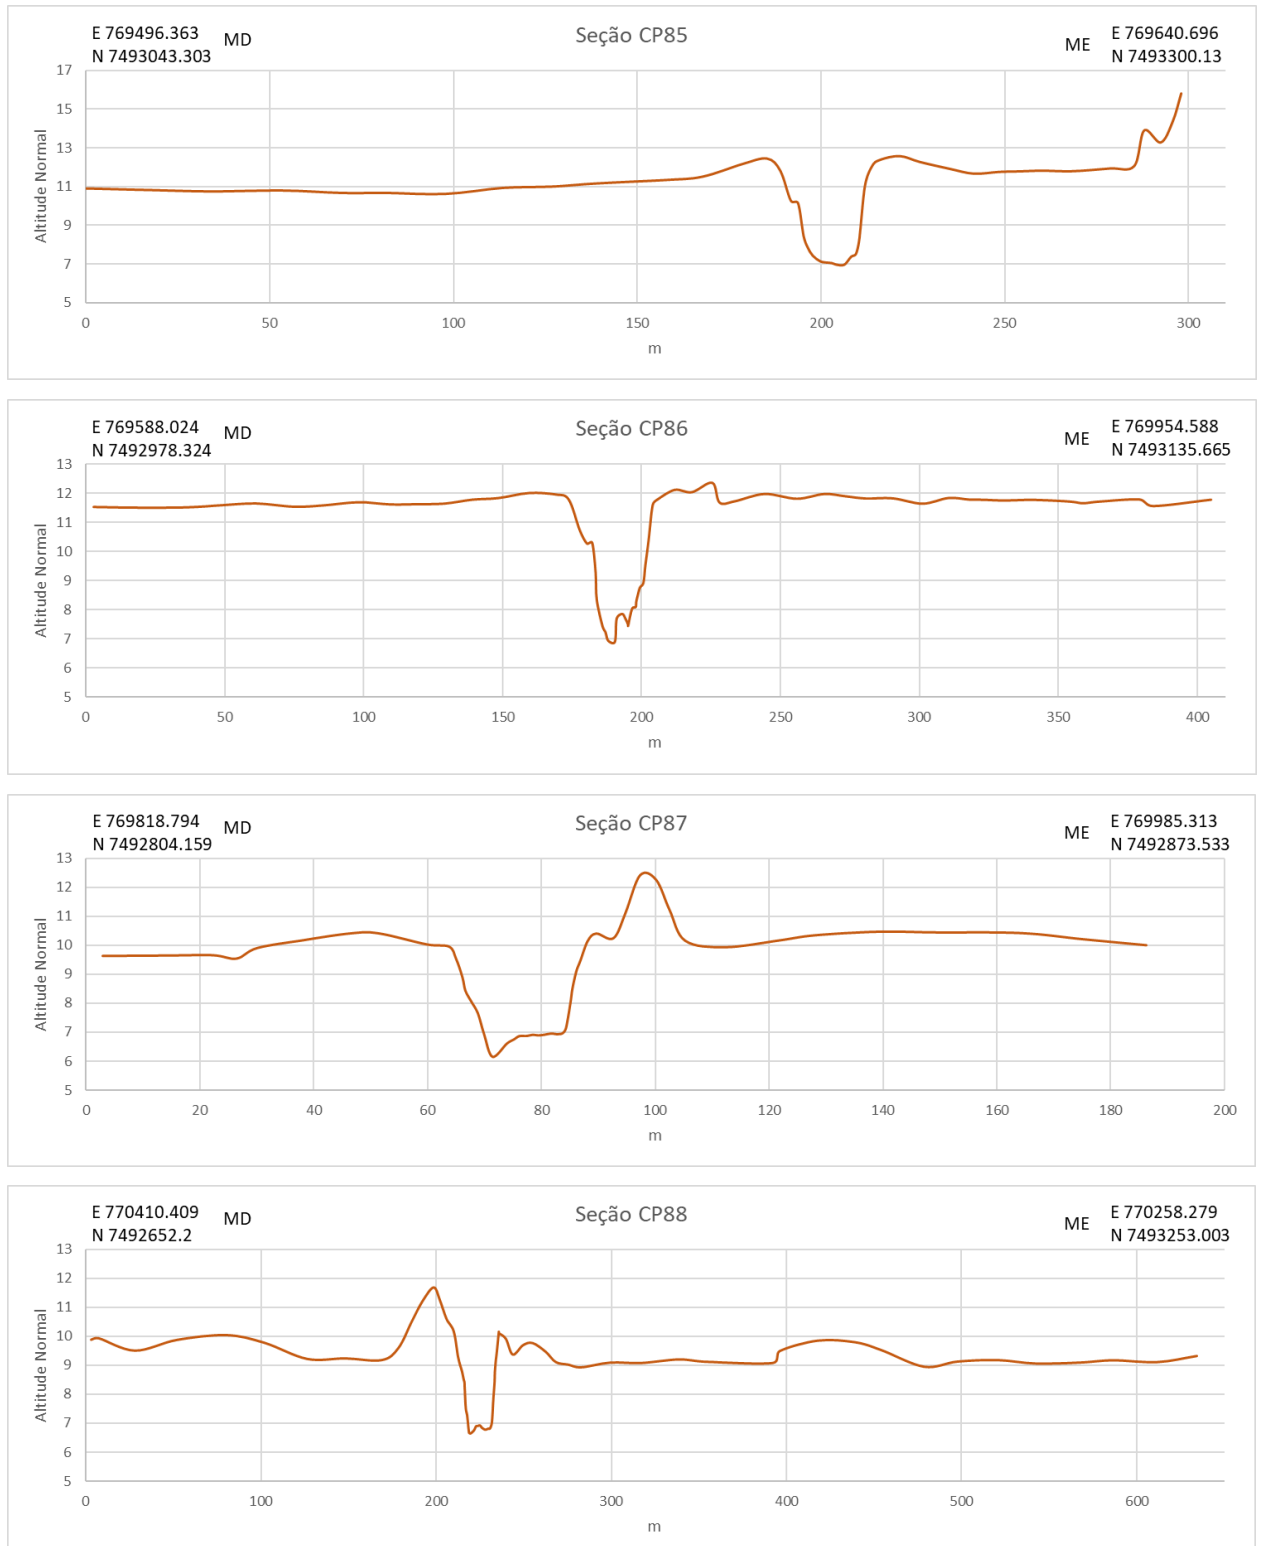 E 769496.363 MD Seção CP85 ME E 769640.696
N 7493043.303 N 7493300.13
17
15
13
11
9
7
5
Altitude Normal
0 50 100 150 200 250 300
m
E 769588.024 MD Seção CP86 ME E 769954.588
N 7492978.324 N 7493135.665
13
12
11
10
9
8
7
6
5
Altitude Normal
0 50 100 150 200 250 300 350 400
m
E 769818.794 MD Seção CP87 ME E 769985.313
N 7492804.159 N 7492873.533
13
12
11
10
9
8
7
6
5
Altitude Normal
0 20 40 60 80 100 120 140 160 180 200
m
E 770410.409 MD Seção CP88 ME E 770258.279
N 7492652.2 N 7493253.003
13
12
11
10
9
8
7
6
5
Altitude Normal
0 100 200 300 400 500 600
m